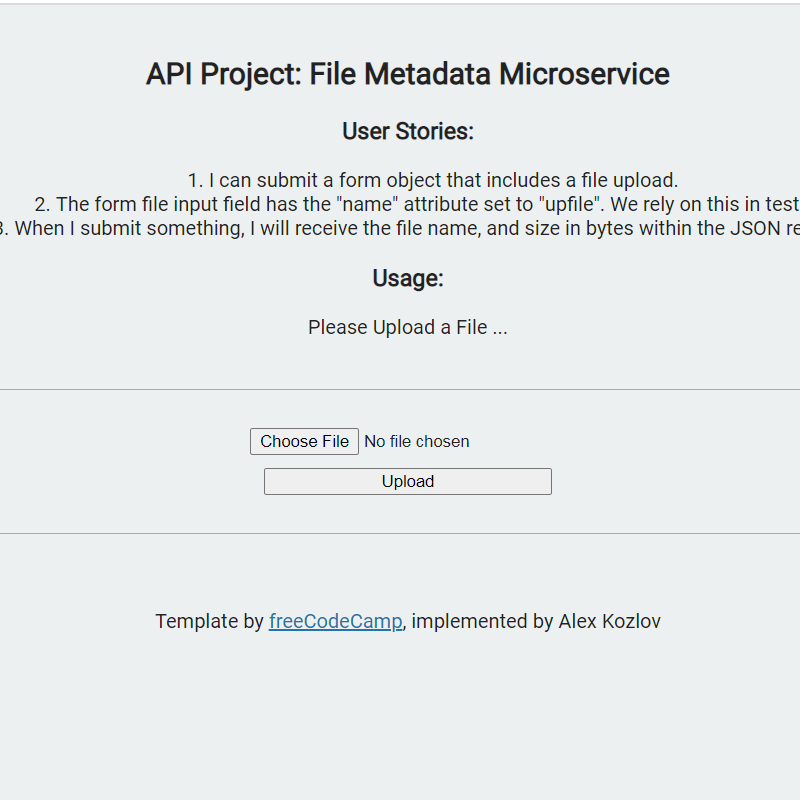 API Project: File Metadata Microservice
User Stories:
1. I can submit a form object that includes a file upload.
2. The form file input field has the "name" attribute set to "upfile". We rely on this in test
. When I submit something, I will receive the file name, and size in bytes within the JSON re
Usage:
Please Upload a File ...
Choose File No file chosen
Upload
Template by freeCodeCamp, implemented by Alex Kozlov